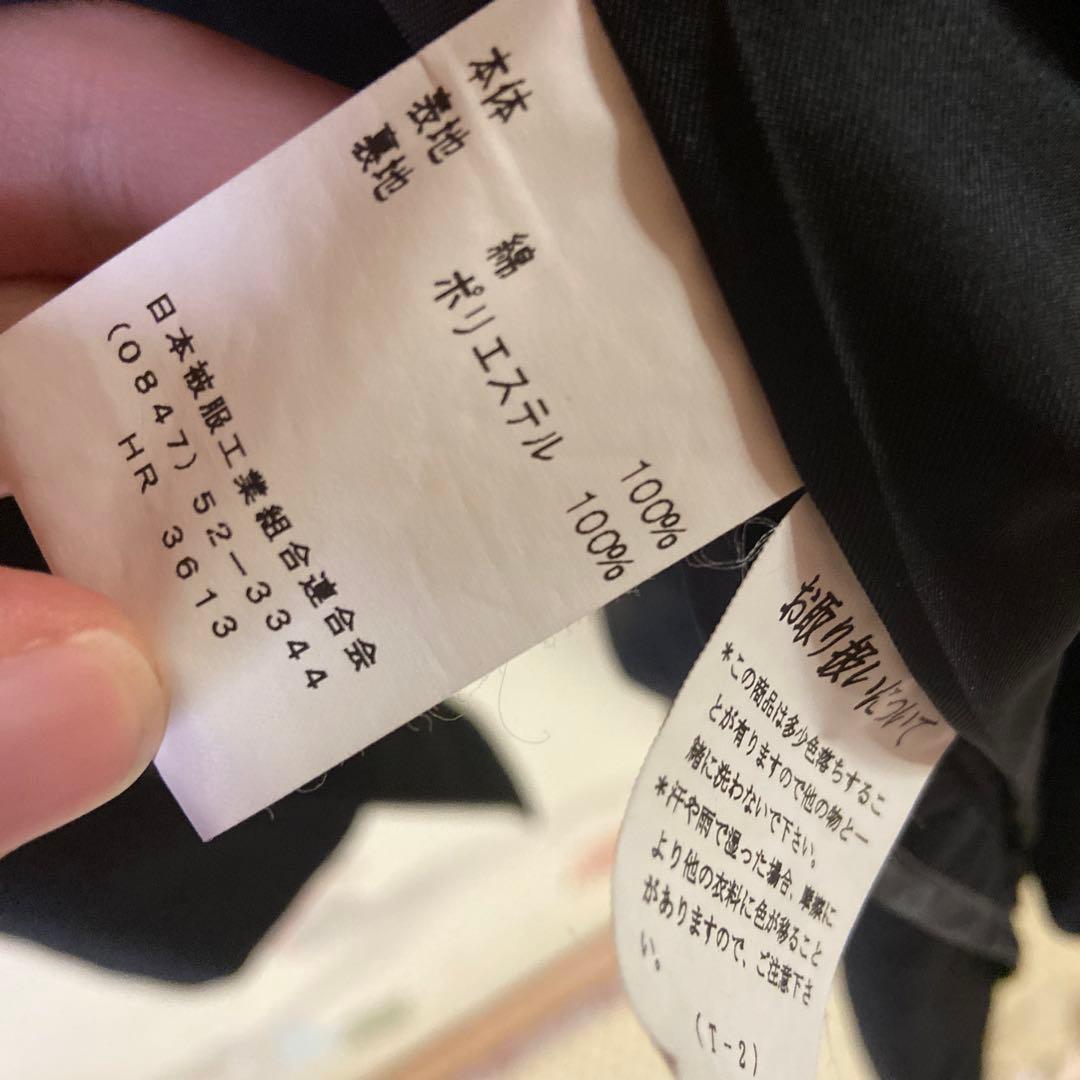 本体
表地 綿 100%
裏地 ポリエステル 100%
日本被服工業組合連合会
(0847)52-3344
HR 3613
お取り扱いについて
*この商品は多少色落ちするこ
とが有りますので他の物と一
緒に洗わないで下さい。
*汗や雨で湿った場合、摩擦に
より他の衣料に色が移ること
がありますので、ご注意下さ
い。
(T-2)